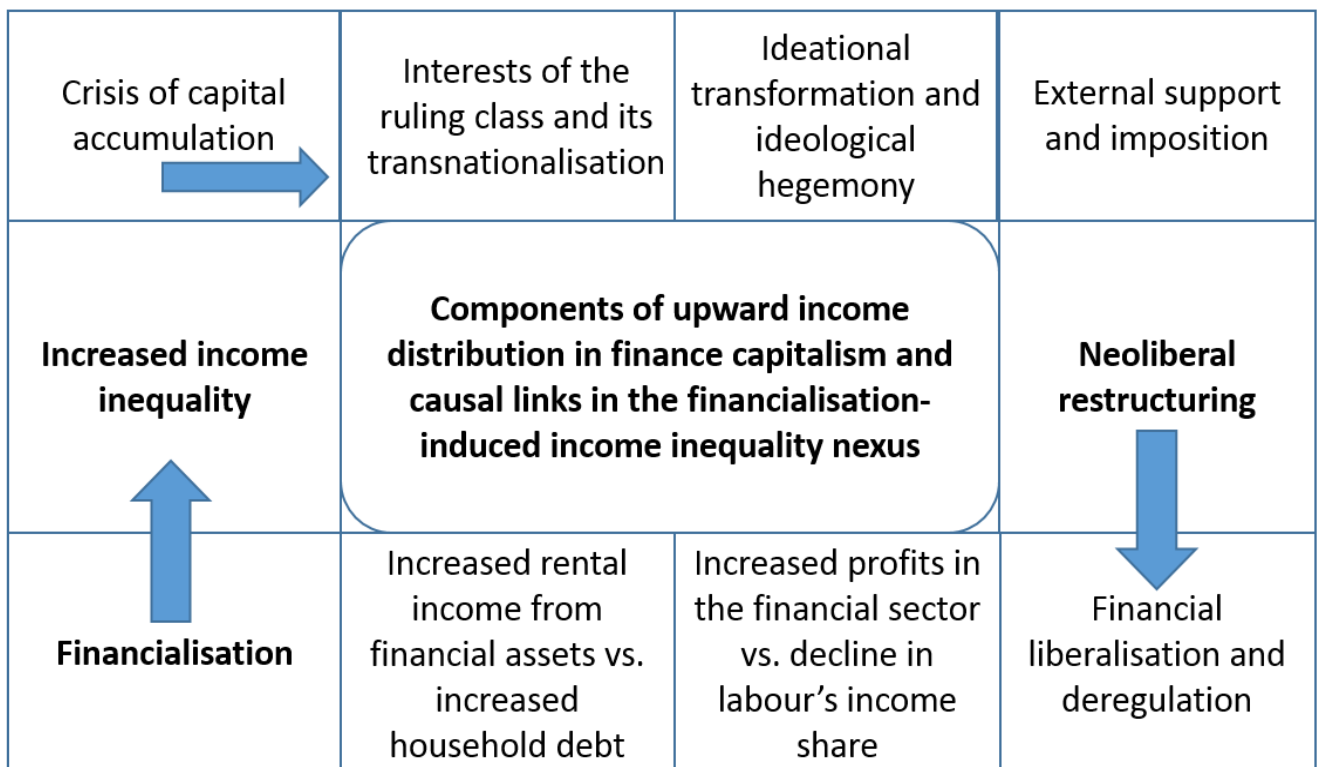 Crisis of capital
accumulation
Interests of the
ruling class and its
transnationalisation
Ideational
transformation and
ideological
hegemony
External support
and imposition
Increased income
inequality
Components of upward income
distribution in finance capitalism and
causal links in the financialisation-
induced income inequality nexus
Neoliberal
restructuring
Financialisation
Increased rental
income from
financial assets vs.
increased
household debt
Increased profits in
the financial sector
vs. decline in
labour’s income
share
Financial
liberalisation and
deregulation